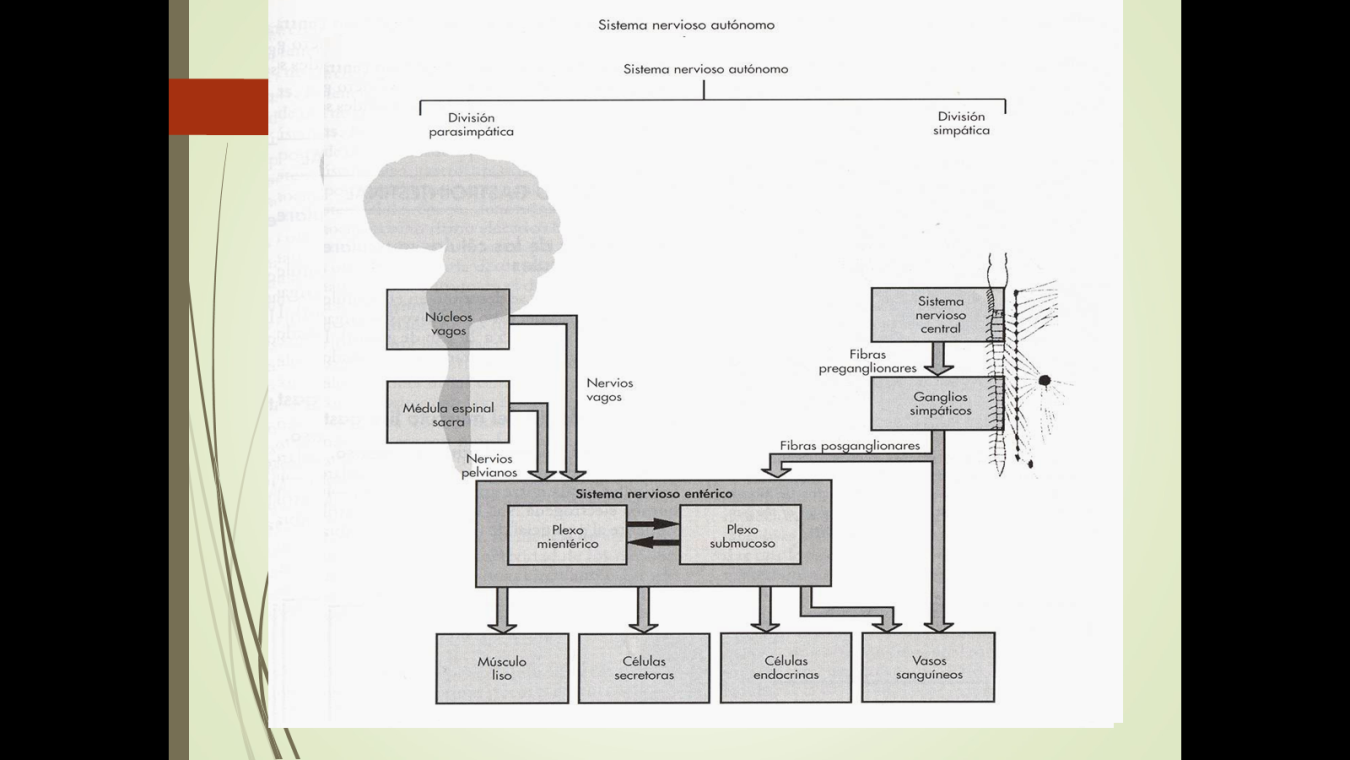 Sistema nervioso autónomo
Sistema nervioso autónomo
División
parasimpática
División
simpática
Núcleos
vagos
Sistema
nervioso
central
Fibras
preganglionares
Nervios
vagos
Médula espinal
sacra
Ganglios
simpáticos
Nervios
pelvianos
Fibras posganglionares
Sistema nervioso entérico
Plexo
mientérico
Plexo
submucoso
Músculo
liso
Células
secretoras
Células
endocrinas
Vasos
sanguíneos